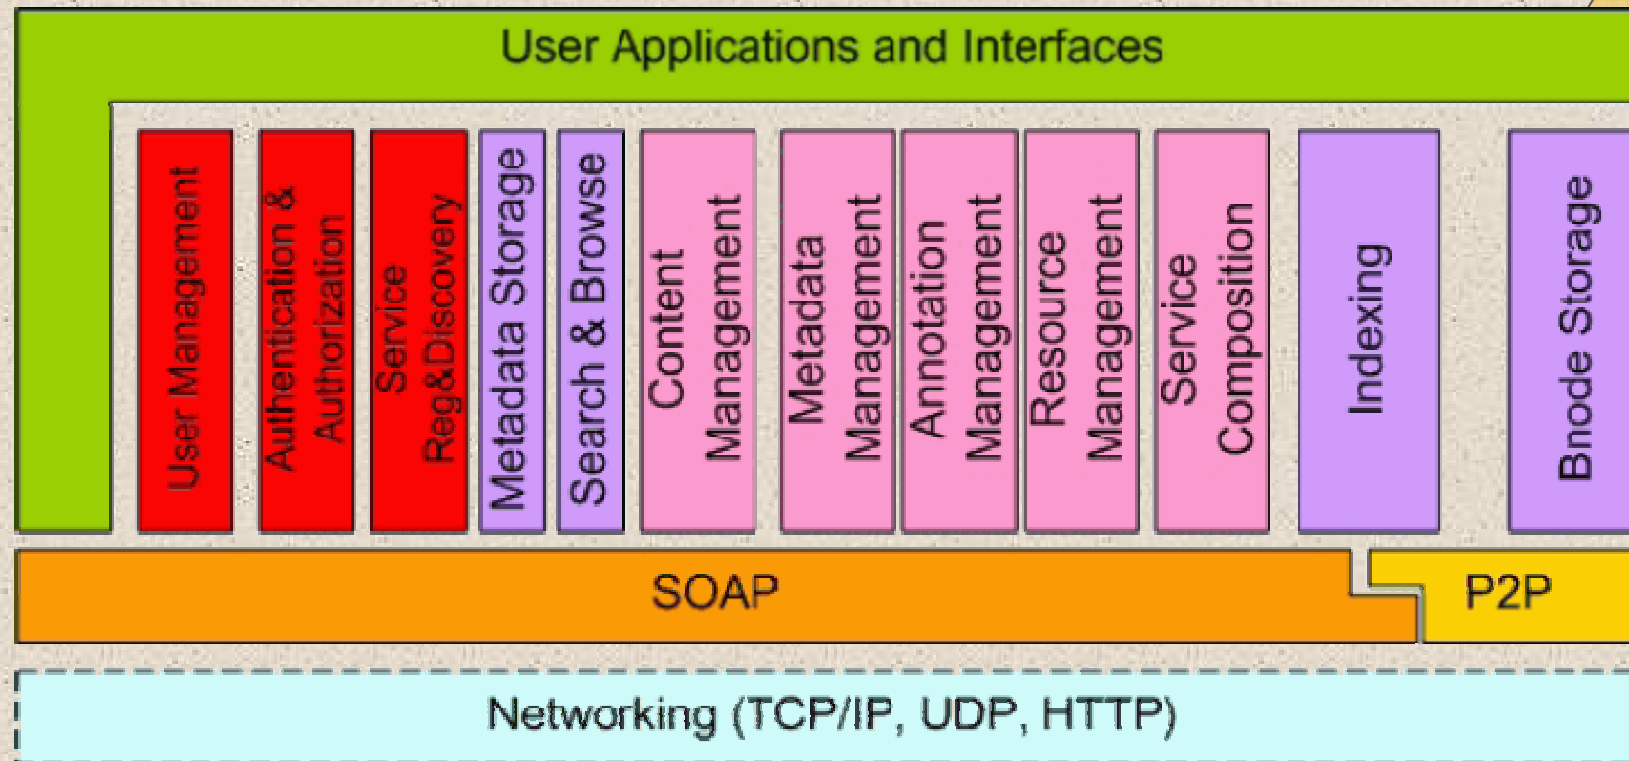 User Applications and Interfaces
User Management
Authentication &
Authorization
Service
Reg&Discovery
Metadata Storage
Search & Browse
Content
Management
Metadata
Management
Annotation
Management
Resource
Management
Service
Composition
Indexing
Bnode Storage
SOAP
P2P
Networking (TCP/IP, UDP, HTTP)